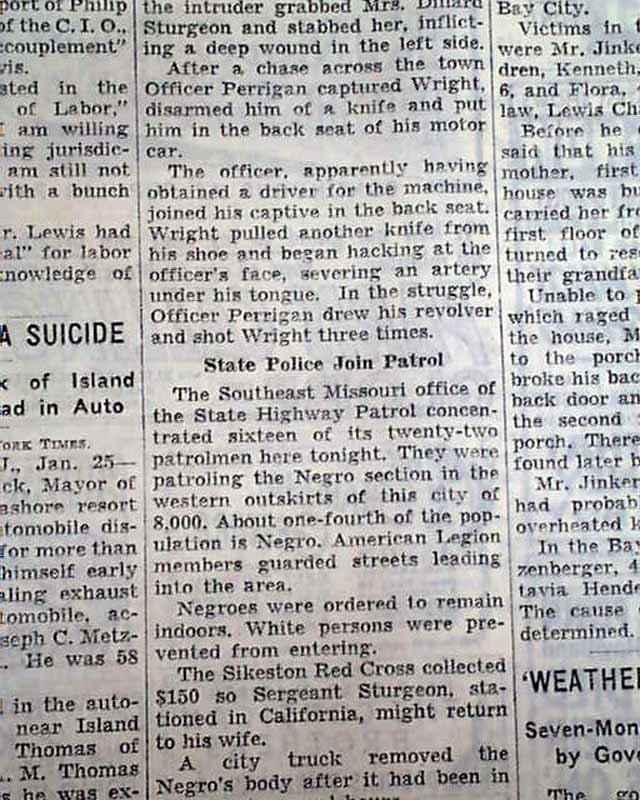 port of Philip
of the C. I. O.,
ccouplement"
vis.
ated in the
of Labor,"
I am willing
ing jurisdic-
am still not
with a bunch
r. Lewis had
al" for labor
knowledge of
A SUICIDE
k of Island
ad in Auto
YORK TIMES.
J., Jan. 25—
ck, Mayor of
ashore resort
tomobile dis-
for more than
himself early
aling exhaust
tomobile, ac-
seph C. Metz-
. He was 58
in the auto-
near Island
Thomas of
. M. Thomas
s he was ex-
the intruder grabbed Mrs. Dillard
Sturgeon and stabbed her, inflict-
ing a deep wound in the left side.
After a chase across the town
Officer Perrigan captured Wright,
disarmed him of a knife and put
him in the back seat of his motor
car.
The officer, apparently having
obtained a driver for the machine,
joined his captive in the back seat.
Wright pulled another knife from
his shoe and began hacking at the
officer's face, severing an artery
under his tongue. In the struggle,
Officer Perrigan drew his revolver
and shot Wright three times.
State Police Join Patrol
The Southeast Missouri office of
the State Highway Patrol concen-
trated sixteen of its twenty-two
patrolmen here tonight. They were
patroling the Negro section in the
western outskirts of this city of
8,000. About one-fourth of the pop-
ulation is Negro. American Legion
members guarded streets leading
into the area.
Negroes were ordered to remain
indoors. White persons were pre-
vented from entering.
The Sikeston Red Cross collected
$150 so Sergeant Sturgeon, sta-
tioned in California, might return
to his wife.
A city truck removed the
Negro's body after it had been in
Bay City.
Victims in t
were Mr. Jinke
dren, Kenneth,
6, and Flora,
law, Lewis Ch
Before he
said that his
mother, first
house was bu
carried her fr
first floor of
turned to res
their grandfa
Unable to
which raged
the house, M
to the porch
broke his bac
back door an
the second
porch. There
found later b
Mr. Jinker
had probab
overheated k
In the Bay
zenberger, 4
tavia Hende
The cause
determined.
'WEATHE
Seven-Mon
by Gove
The go